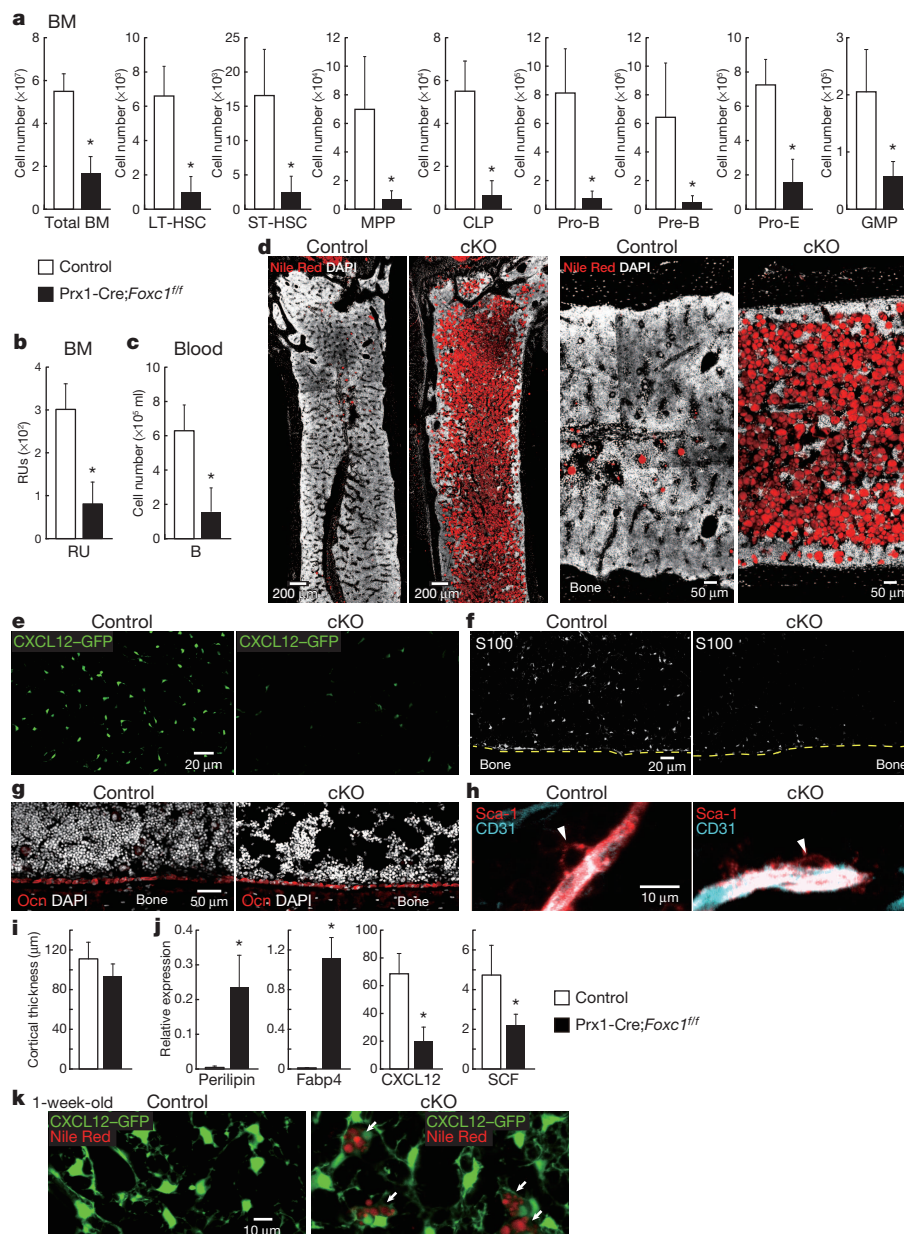 a BM
Cell number (×10⁷)
8
6
4
2
0
*
Total BM
Cell number (×10³)
10
8
6
4
2
0
*
LT-HSC
Cell number (×10³)
25
20
15
10
5
0
*
ST-HSC
Cell number (×10⁴)
12
10
8
6
4
2
0
*
MPP
Cell number (×10⁴)
10
8
6
4
2
0
*
CLP
Cell number (×10⁵)
12
10
8
6
4
2
0
*
Pro-B
Cell number (×10⁶)
12
10
8
6
4
2
0
*
Pre-B
Cell number (×10⁵)
10
8
6
4
2
0
*
Pro-E
Cell number (×10⁵)
3
2
1
0
*
GMP
Control
Prx1-Cre;Foxc1f/f
b BM
RUs (×10²)
4
3
2
1
0
*
RU
c Blood
Cell number (×10⁵ ml)
10
8
6
4
2
0
*
B
d Control cKO Control cKO
Nile Red DAPI
Nile Red DAPI
200 μm
200 μm
Bone
50 μm
50 μm
e Control cKO
CXCL12–GFP
CXCL12–GFP
20 μm
f Control cKO
S100
S100
Bone
20 μm
Bone
g Control cKO
Ocn DAPI
Bone
50 μm
Ocn DAPI
Bone
h Control cKO
Sca-1
CD31
10 μm
Sca-1
CD31
i
Cortical thickness (μm)
120
80
40
0
j
Relative expression
0.4
0.3
0.2
0.1
0
*
Perilipin
1.2
0.8
0.4
0
*
Fabp4
100
80
60
40
20
0
*
CXCL12
6
4
2
0
*
SCF
Control
Prx1-Cre;Foxc1f/f
k 1-week-old Control cKO
CXCL12–GFP
Nile Red
10 μm
CXCL12–GFP
Nile Red